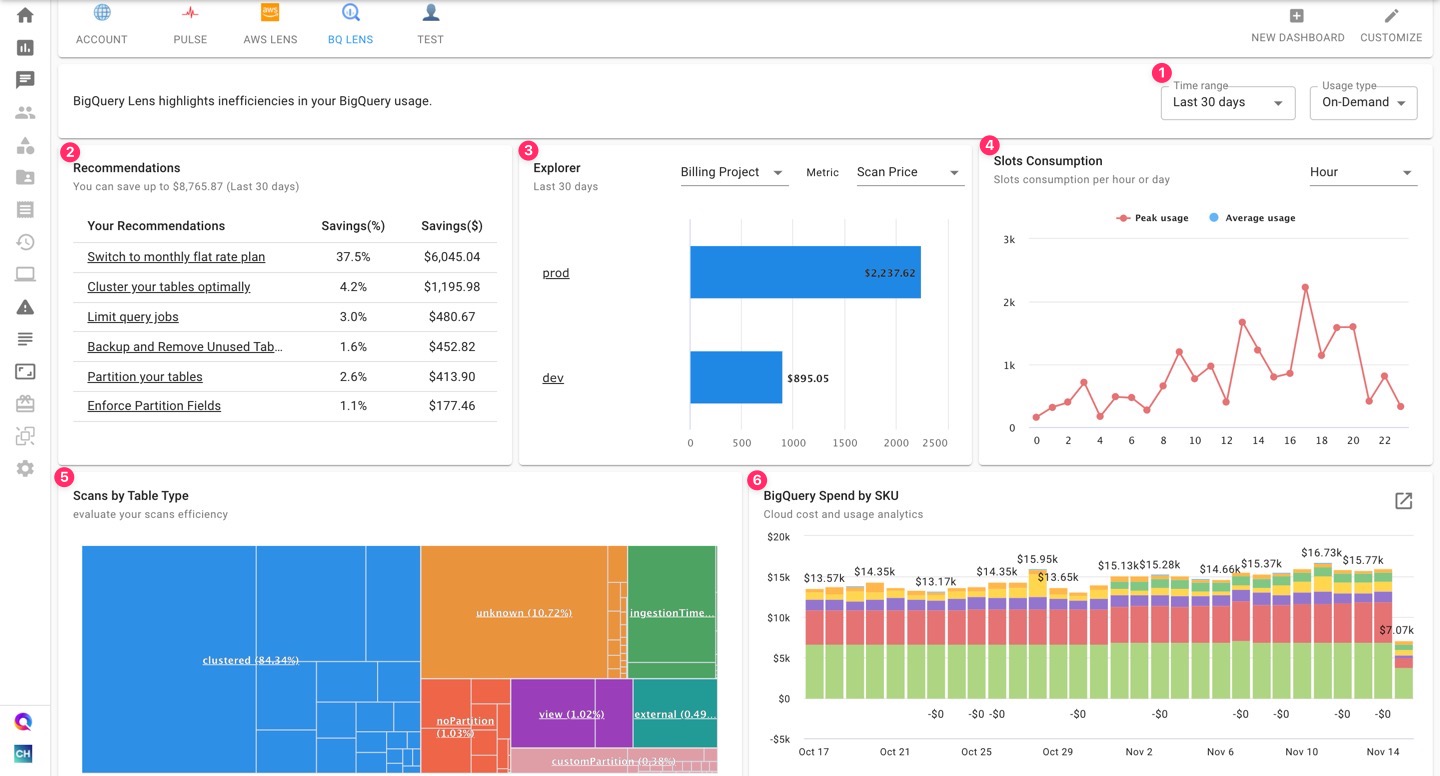 ACCOUNT
PULSE
aws
AWS LENS
BQ LENS
TEST
NEW DASHBOARD
CUSTOMIZE
BigQuery Lens highlights inefficiencies in your BigQuery usage.
1
Time range
Last 30 days
Usage type
On-Demand
2
Recommendations
You can save up to $8,765.87 (Last 30 days)
Your Recommendations Savings(%) Savings($)
Switch to monthly flat rate plan 37.5% $6,045.04
Cluster your tables optimally 4.2% $1,195.98
Limit query jobs 3.0% $480.67
Backup and Remove Unused Tab... 1.6% $452.82
Partition your tables 2.6% $413.90
Enforce Partition Fields 1.1% $177.46
3
Explorer
Last 30 days
Billing Project Metric Scan Price
prod $2,237.62
dev $895.05
0 500 1000 1500 2000 2500
4
Slots Consumption
Slots consumption per hour or day
Hour
Peak usage Average usage
3k
2k
1k
0
0 2 4 6 8 10 12 14 16 18 20 22
5
Scans by Table Type
evaluate your scans efficiency
clustered (84.34%)
unknown (10.72%)
ingestionTime...
noPartition
(1.03%)
view (1.02%)
external (0.49...
customPartition (0.38%)
6
BigQuery Spend by SKU
Cloud cost and usage analytics
$20k
$15k
$10k
$5k
$0
-$5k
$13.57k $14.35k $13.17k $14.35k $15.95k $13.65k $15.13k $15.28k $14.66k $15.37k $16.73k $15.77k $7.07k
-$0 -$0 -$0 -$0 -$0 -$0 -$0 -$0
Oct 17 Oct 21 Oct 25 Oct 29 Nov 2 Nov 6 Nov 10 Nov 14
CH